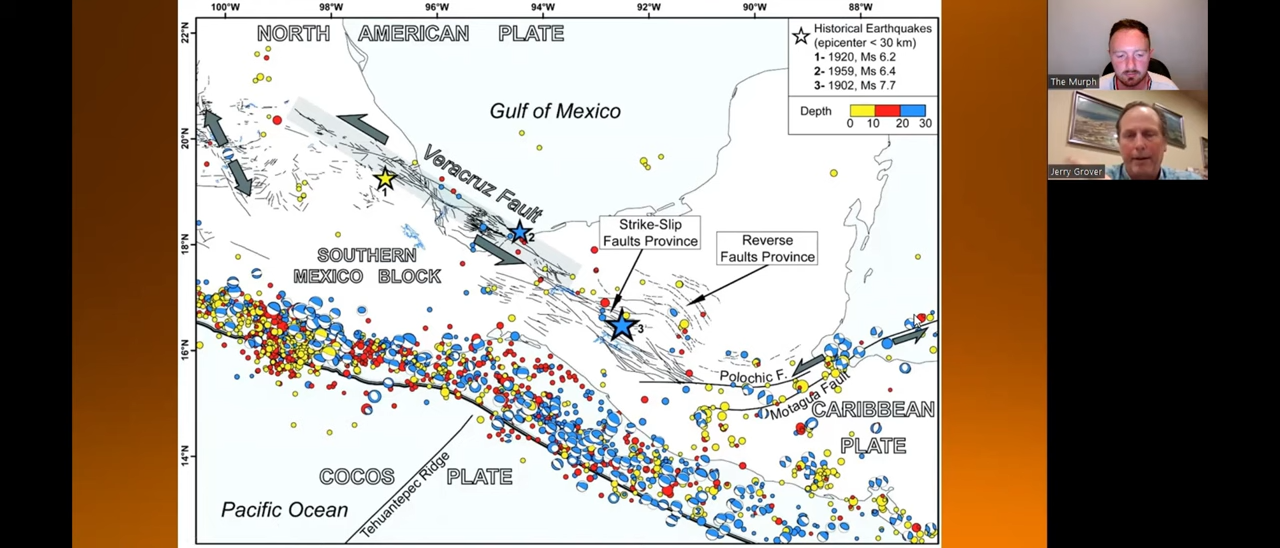 100°W 98°W 96°W 94°W 92°W 90°W 88°W
22°N
20°N
18°N
16°N
14°N
NORTH AMERICAN PLATE
Historical Earthquakes
(epicenter < 30 km)
1- 1920, Ms 6.2
2- 1959, Ms 6.4
3- 1902, Ms 7.7
Depth
0 10 20 30
Gulf of Mexico
Veracruz Fault
1
2
3
Strike-Slip
Faults Province
Reverse
Faults Province
SOUTHERN
MEXICO BLOCK
Polochic F.
Motagua Fault
CARIBBEAN
PLATE
COCOS PLATE
Tehuantepec Ridge
Pacific Ocean
The Murph
Jerry Grover